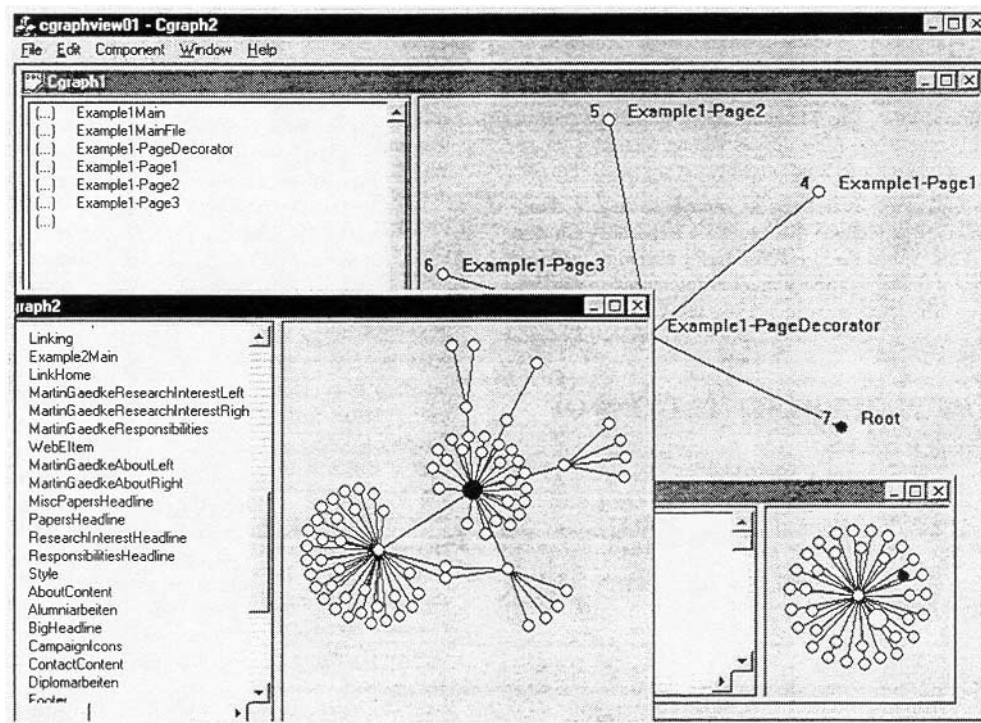 cgraphview01 - Cgraph2
File Edit Component Window Help
Cgraph1
(...) Example1Main
(...) Example1MainFile
(...) Example1-PageDecorator
(...) Example1-Page1
(...) Example1-Page2
(...) Example1-Page3
(...)
5 Example1-Page2
4 Example1-Page1
6 Example1-Page3
Example1-PageDecorator
7 Root
graph2
Linking
Example2Main
LinkHome
MartinGaedkeResearchInterestLeft
MartinGaedkeResearchInterestRigh
MartinGaedkeResponsibilities
WebEItem
MartinGaedkeAboutLeft
MartinGaedkeAboutRight
MiscPapersHeadline
PapersHeadline
ResearchInterestHeadline
ResponsibilitiesHeadline
Style
AboutContent
Alumniarbeiten
BigHeadline
CampaignIcons
ContactContent
Diplomarbeiten
Footer